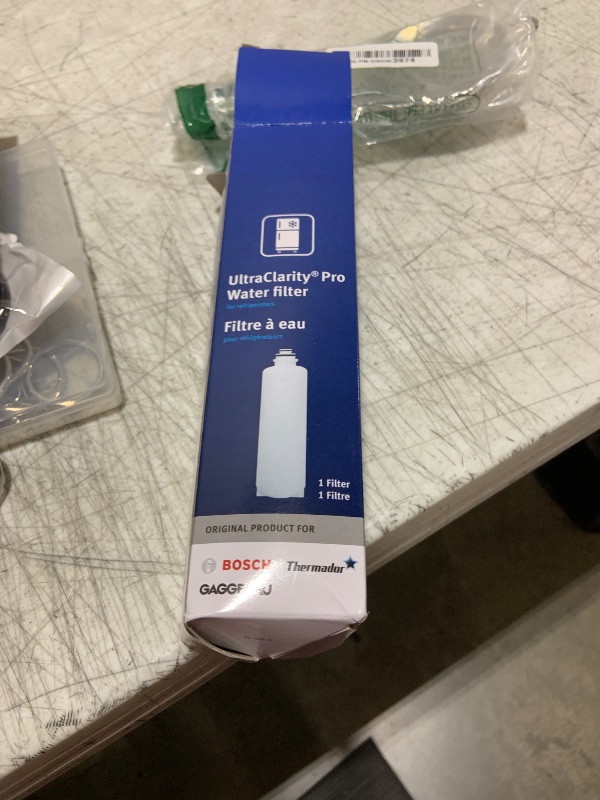 UltraClarity® Pro
Water filter
for refrigerators
Filtre à eau
pour réfrigérateurs
1 Filter
1 Filtre
ORIGINAL PRODUCT FOR
BOSCH
Thermador
GAGGENAU